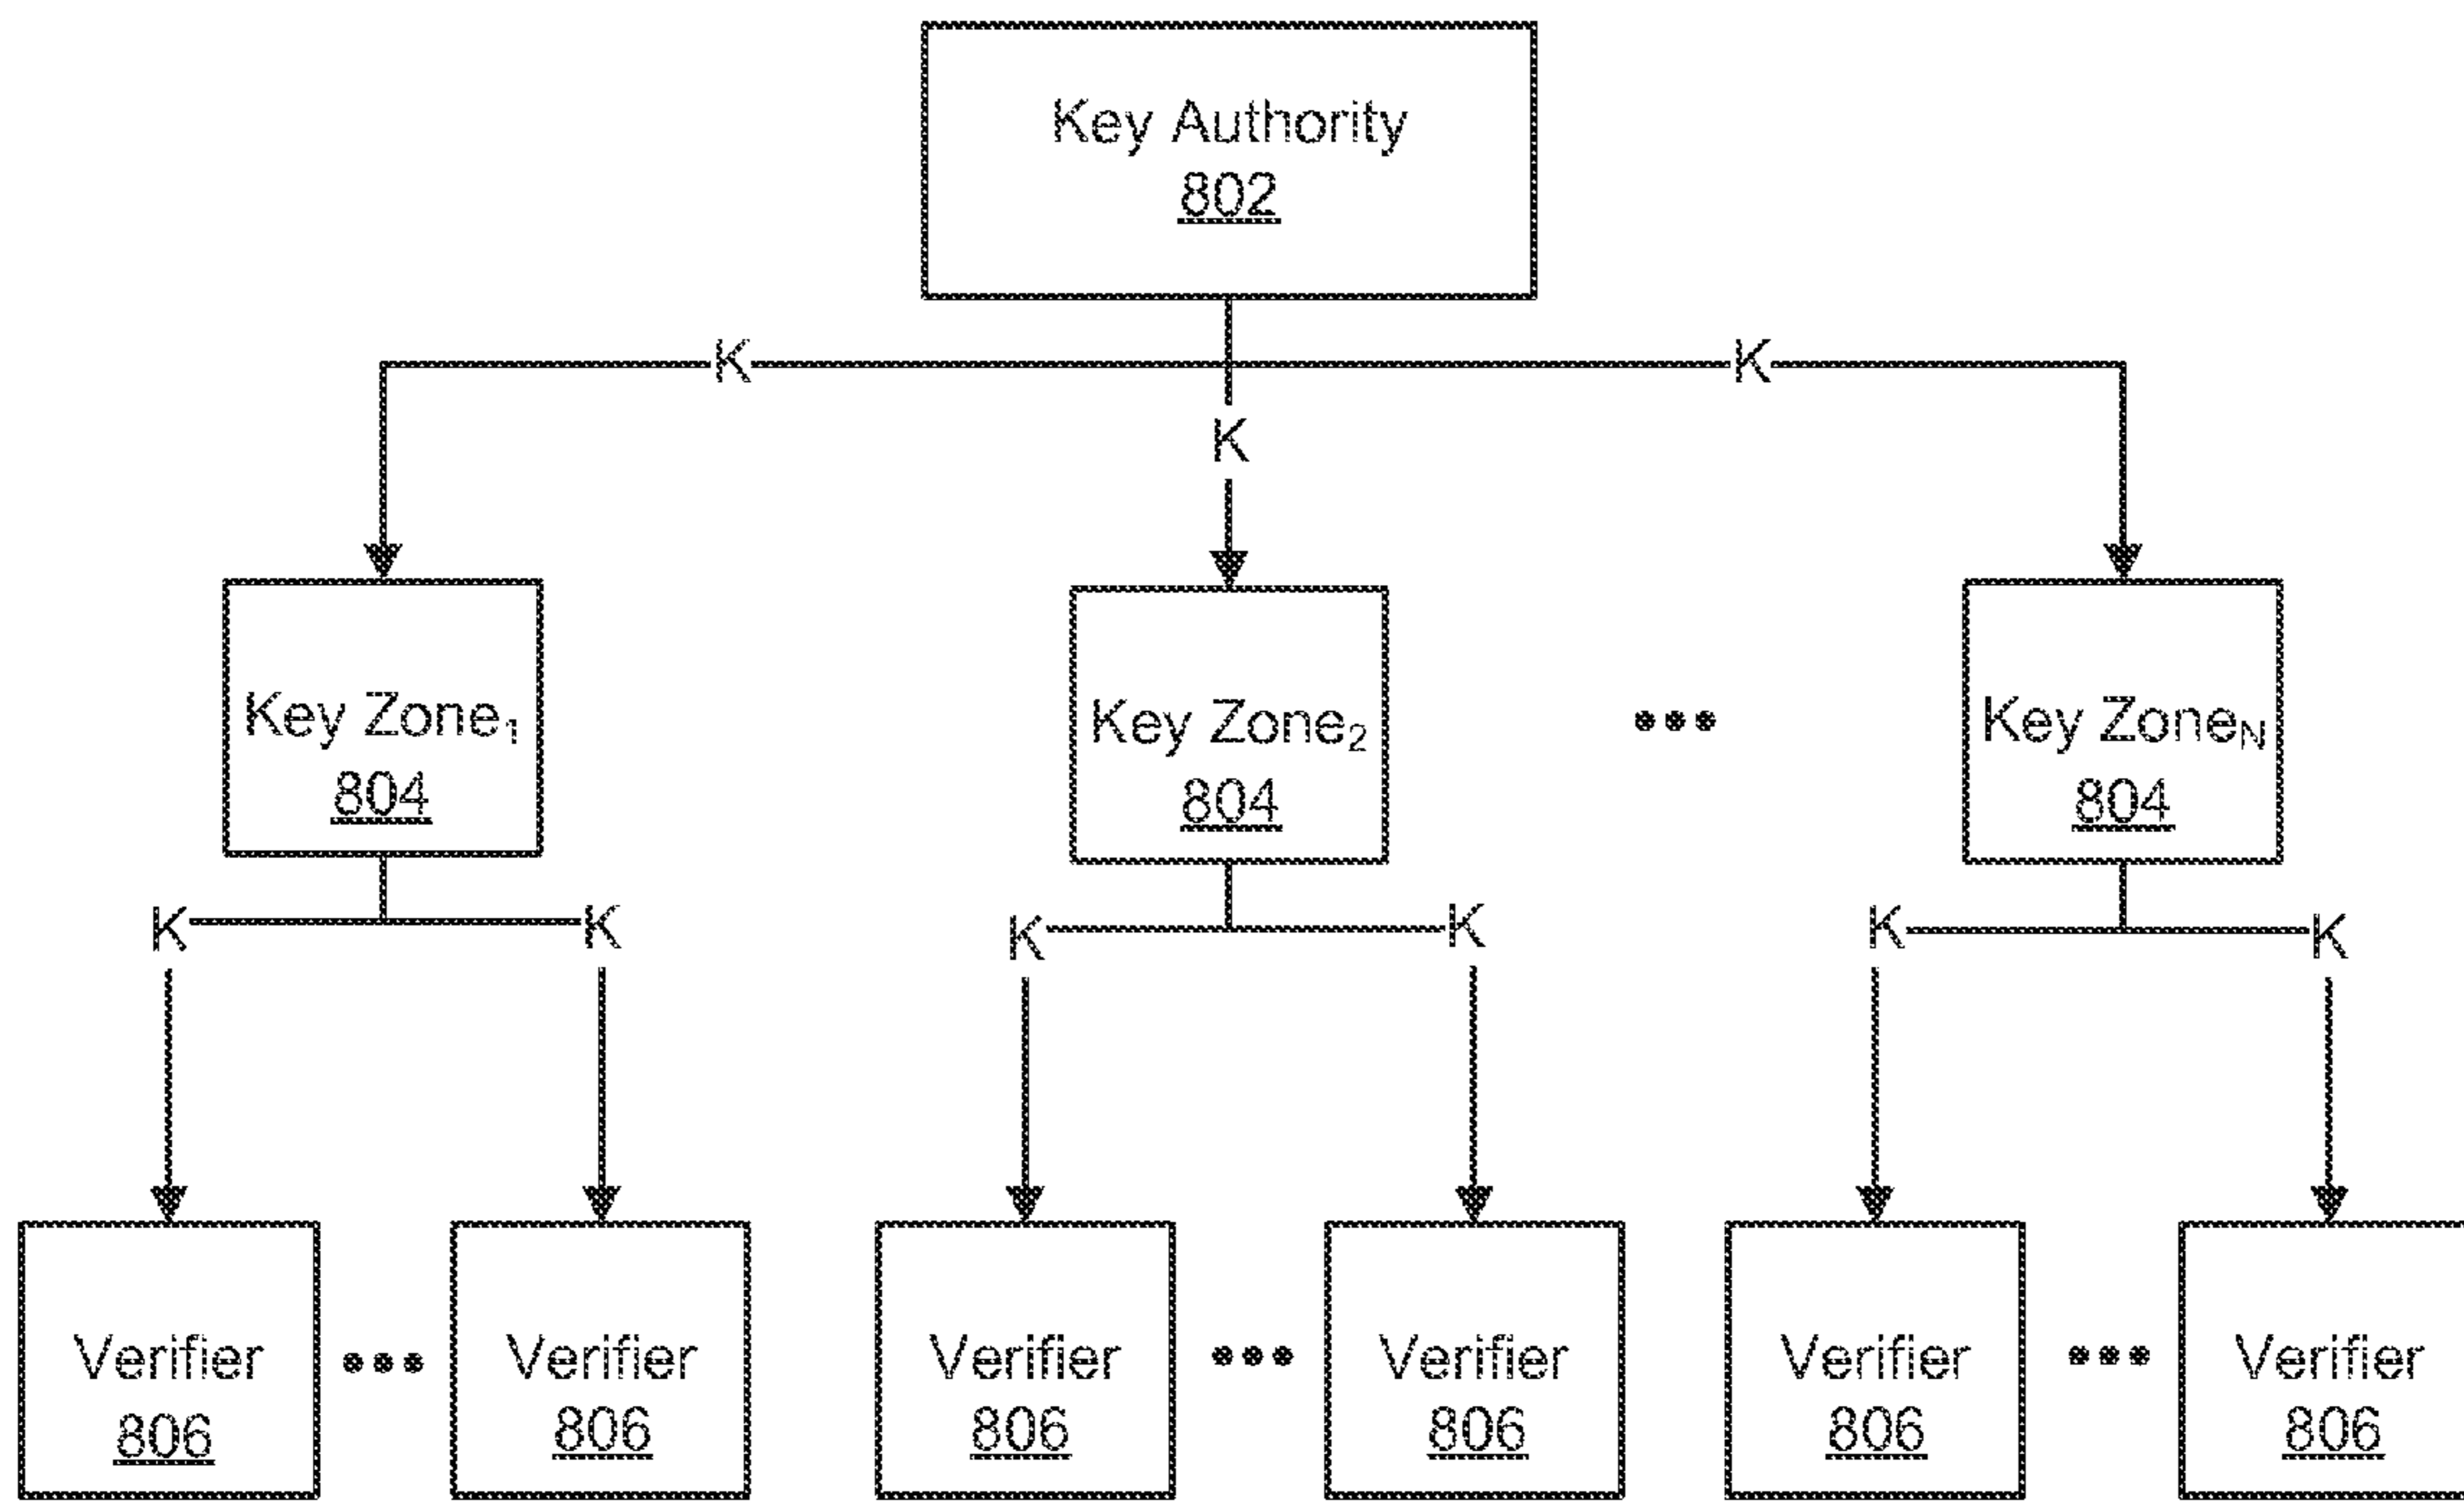 Key Authority
802
K
K
K
Key Zone₁
804
Key Zone₂
804
•••
Key Zone_N
804
K
K
K
K
K
K
Verifier
806
•••
Verifier
806
Verifier
806
•••
Verifier
806
Verifier
806
•••
Verifier
806